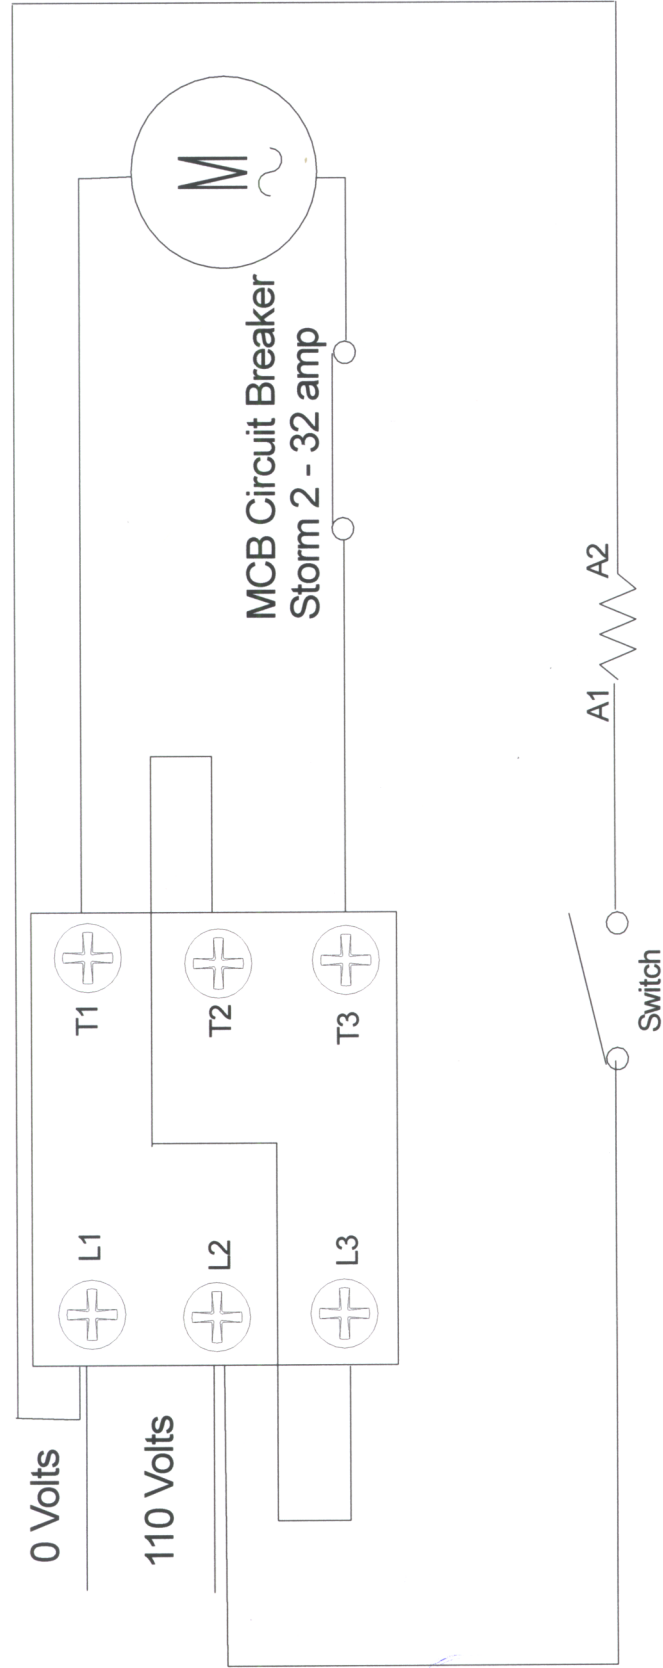 0 Volts
110 Volts
L1
L2
L3
T1
T2
T3
MCB Circuit Breaker
Storm 2 - 32 amp
M
Switch
A1
A2